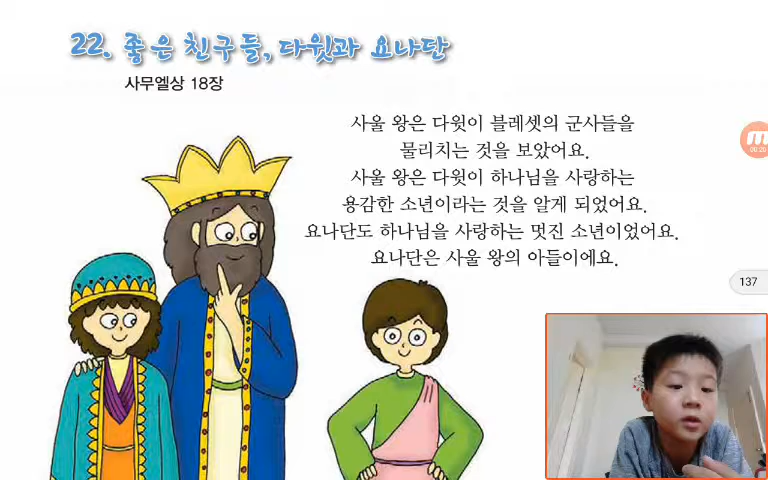 22. 좋은 친구들, 다윗과 요나단
사무엘상 18장
사울 왕은 다윗이 블레셋의 군사들을
물리치는 것을 보았어요.
사울 왕은 다윗이 하나님을 사랑하는
용감한 소년이라는 것을 알게 되었어요.
요나단도 하나님을 사랑하는 멋진 소년이었어요.
요나단은 사울 왕의 아들이에요.
137